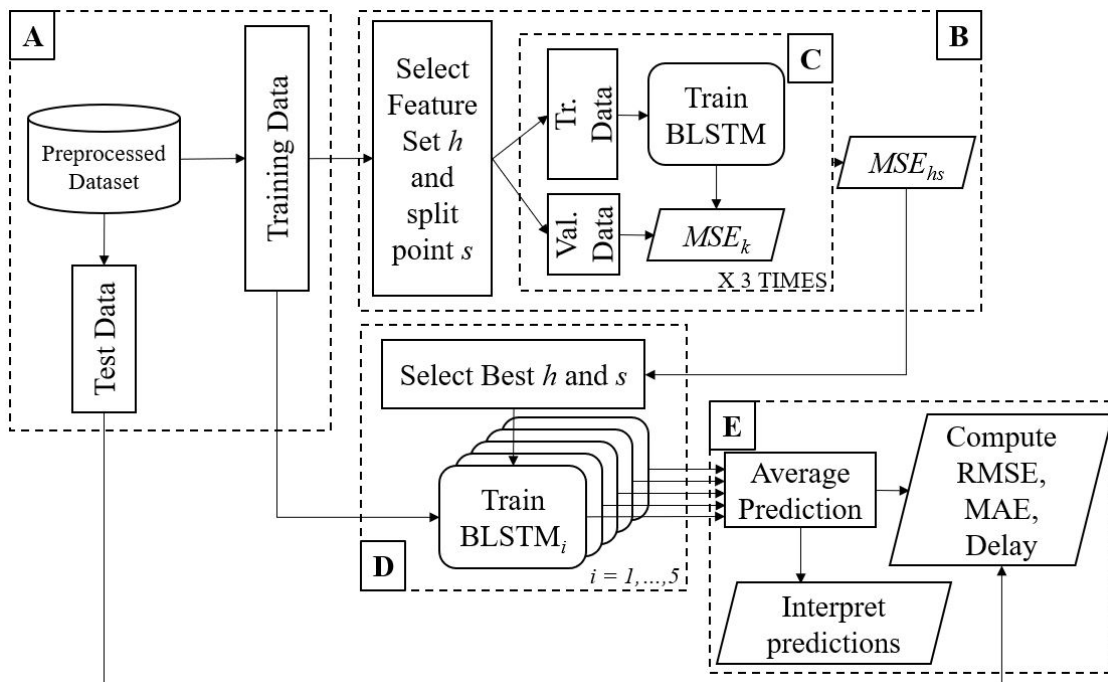 A
Preprocessed
Dataset
Training Data
Test Data
B
Select
Feature
Set h
and
split
point s
C
Tr.
Data
Train
BLSTM
Val.
Data
MSEₖ
X 3 TIMES
MSEₕₛ
D
Select Best h and s
Train
BLSTMᵢ
i = 1,...,5
E
Average
Prediction
Compute
RMSE,
MAE,
Delay
Interpret
predictions